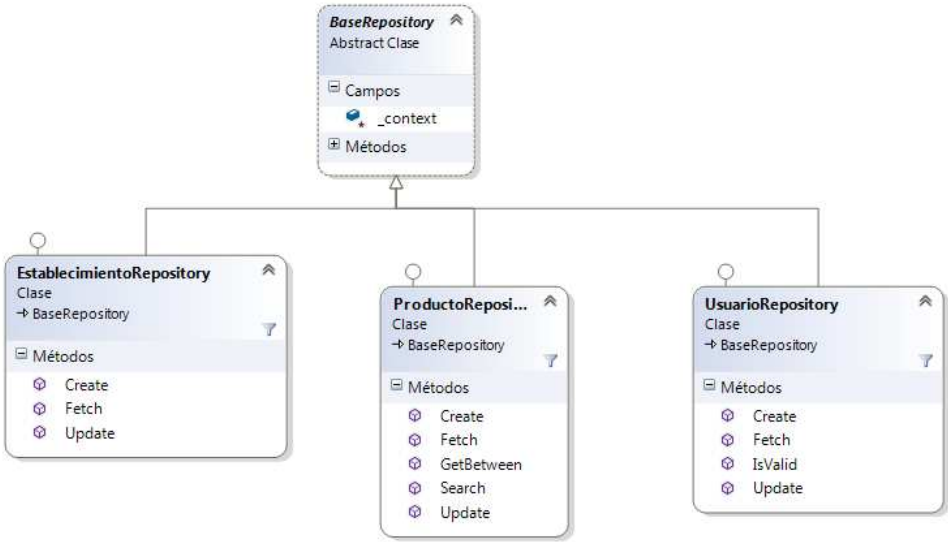 BaseRepository
Abstract Clase
Campos
_context
Métodos
EstablecimientoRepository
Clase
BaseRepository
Métodos
Create
Fetch
Update
ProductoReposi...
Clase
BaseRepository
Métodos
Create
Fetch
GetBetween
Search
Update
UsuarioRepository
Clase
BaseRepository
Métodos
Create
Fetch
IsValid
Update